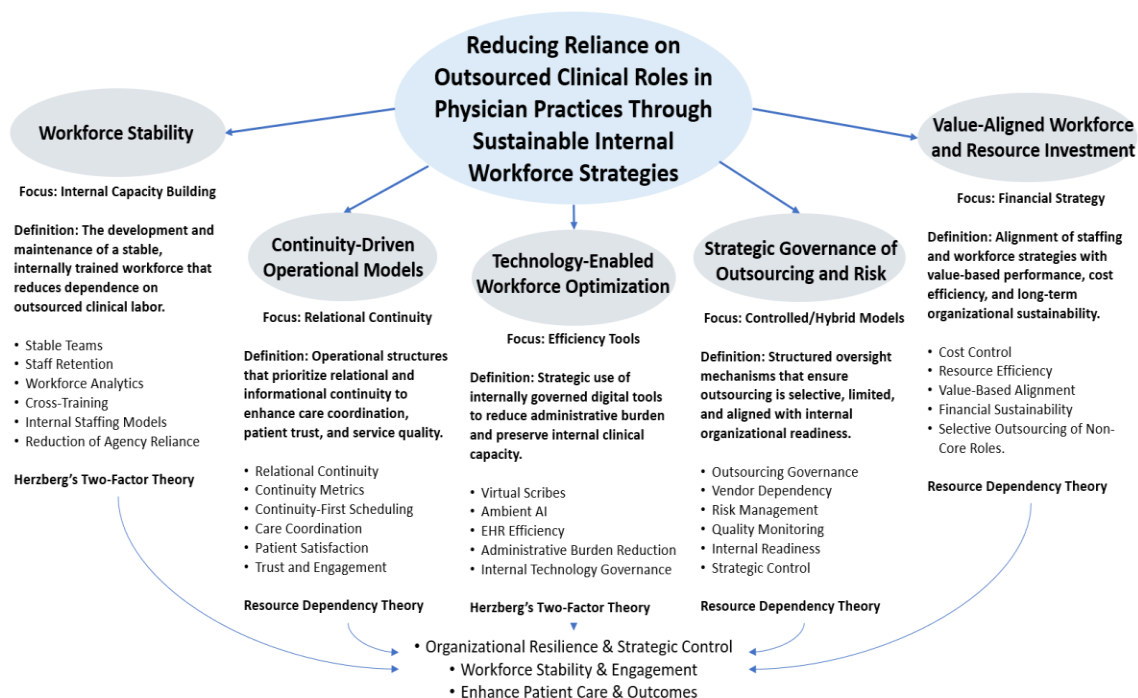 Reducing Reliance on
Outsourced Clinical Roles in
Physician Practices Through
Sustainable Internal
Workforce Strategies
Workforce Stability
Focus: Internal Capacity Building
Definition: The development and
maintenance of a stable,
internally trained workforce that
reduces dependence on
outsourced clinical labor.
• Stable Teams
• Staff Retention
• Workforce Analytics
• Cross-Training
• Internal Staffing Models
• Reduction of Agency Reliance
Herzberg's Two-Factor Theory
Continuity-Driven
Operational Models
Focus: Relational Continuity
Definition: Operational structures
that prioritize relational and
informational continuity to
enhance care coordination,
patient trust, and service quality.
• Relational Continuity
• Continuity Metrics
• Continuity-First Scheduling
• Care Coordination
• Patient Satisfaction
• Trust and Engagement
Resource Dependency Theory
Technology-Enabled
Workforce Optimization
Focus: Efficiency Tools
Definition: Strategic use of
internally governed digital tools
to reduce administrative burden
and preserve internal clinical
capacity.
• Virtual Scribes
• Ambient AI
• EHR Efficiency
• Administrative Burden Reduction
• Internal Technology Governance
Herzberg's Two-Factor Theory
Strategic Governance of
Outsourcing and Risk
Focus: Controlled/Hybrid Models
Definition: Structured oversight
mechanisms that ensure
outsourcing is selective, limited,
and aligned with internal
organizational readiness.
• Outsourcing Governance
• Vendor Dependency
• Risk Management
• Quality Monitoring
• Internal Readiness
• Strategic Control
Resource Dependency Theory
Value-Aligned Workforce
and Resource Investment
Focus: Financial Strategy
Definition: Alignment of staffing
and workforce strategies with
value-based performance, cost
efficiency, and long-term
organizational sustainability.
• Cost Control
• Resource Efficiency
• Value-Based Alignment
• Financial Sustainability
• Selective Outsourcing of Non-
Core Roles.
Resource Dependency Theory
• Organizational Resilience & Strategic Control
• Workforce Stability & Engagement
• Enhance Patient Care & Outcomes